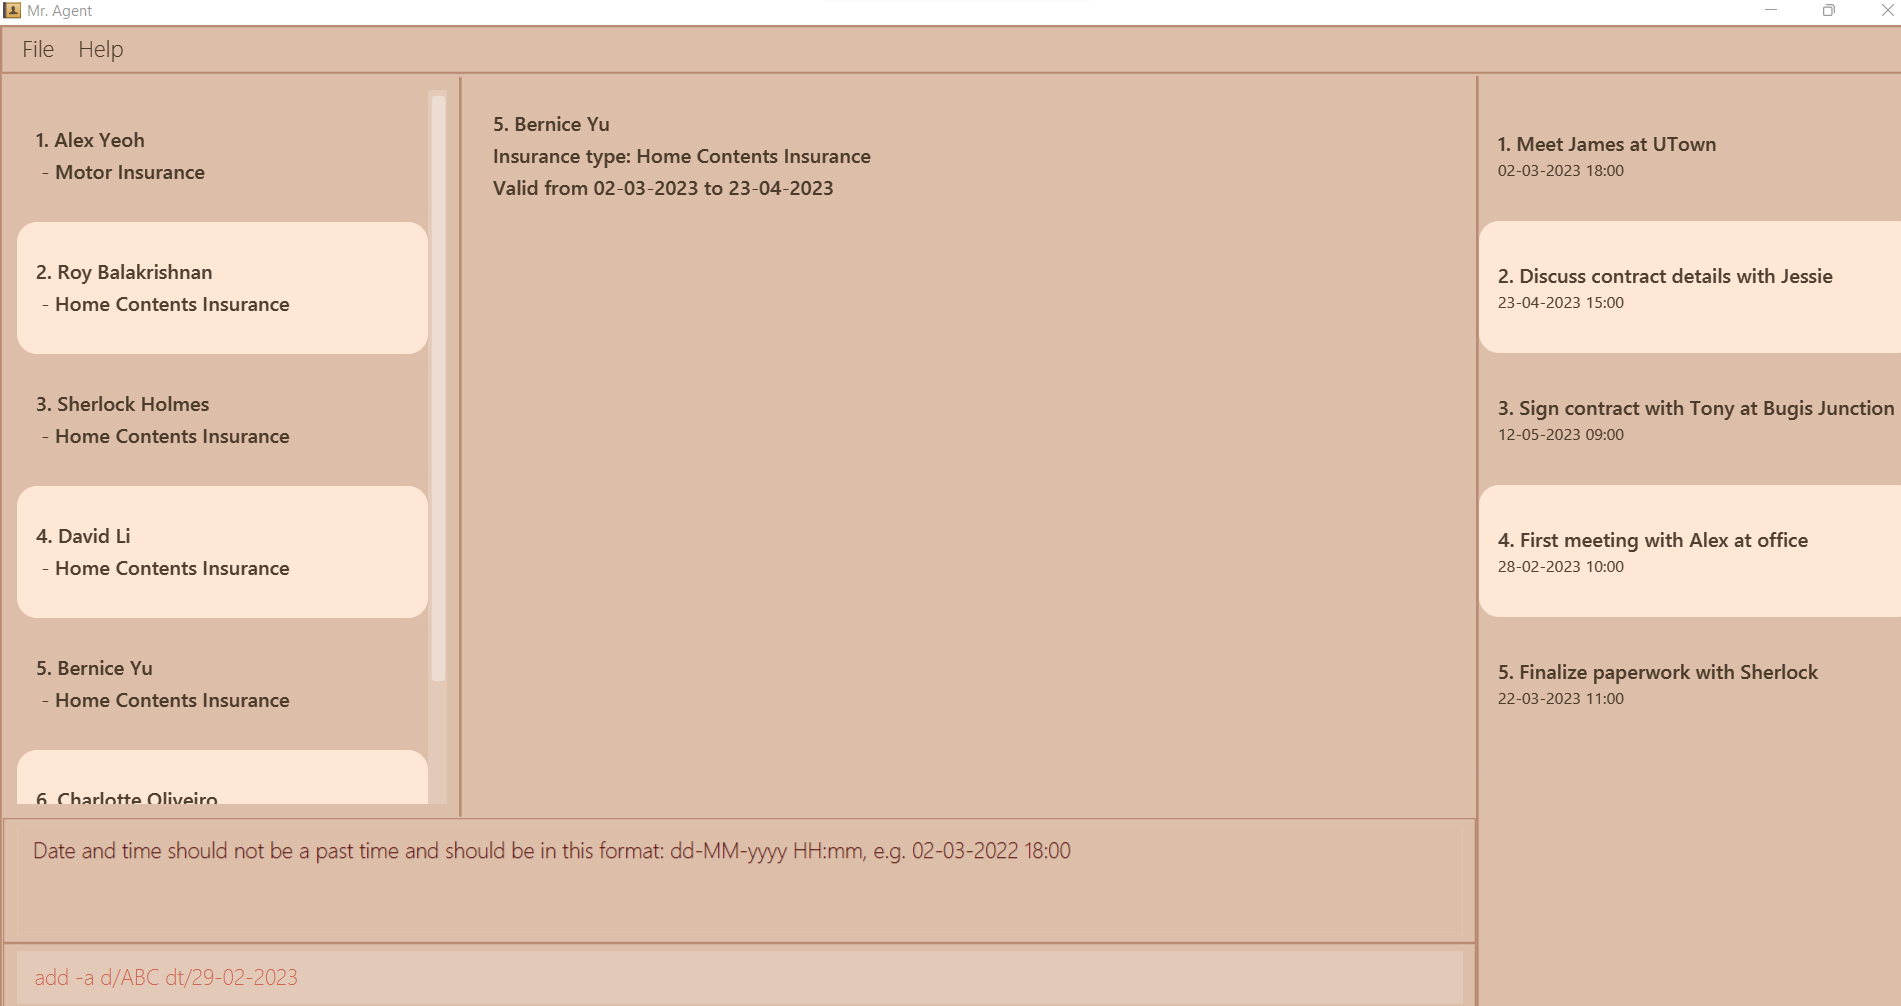 Mr. Agent
File Help
1. Alex Yeoh
- Motor Insurance
2. Roy Balakrishnan
- Home Contents Insurance
3. Sherlock Holmes
- Home Contents Insurance
4. David Li
- Home Contents Insurance
5. Bernice Yu
- Home Contents Insurance
6. Charlotte Oliveiro
5. Bernice Yu
Insurance type: Home Contents Insurance
Valid from 02-03-2023 to 23-04-2023
1. Meet James at UTown
02-03-2023 18:00
2. Discuss contract details with Jessie
23-04-2023 15:00
3. Sign contract with Tony at Bugis Junction
12-05-2023 09:00
4. First meeting with Alex at office
28-02-2023 10:00
5. Finalize paperwork with Sherlock
22-03-2023 11:00
Date and time should not be a past time and should be in this format: dd-MM-yyyy HH:mm, e.g. 02-03-2022 18:00
add -a d/ABC dt/29-02-2023